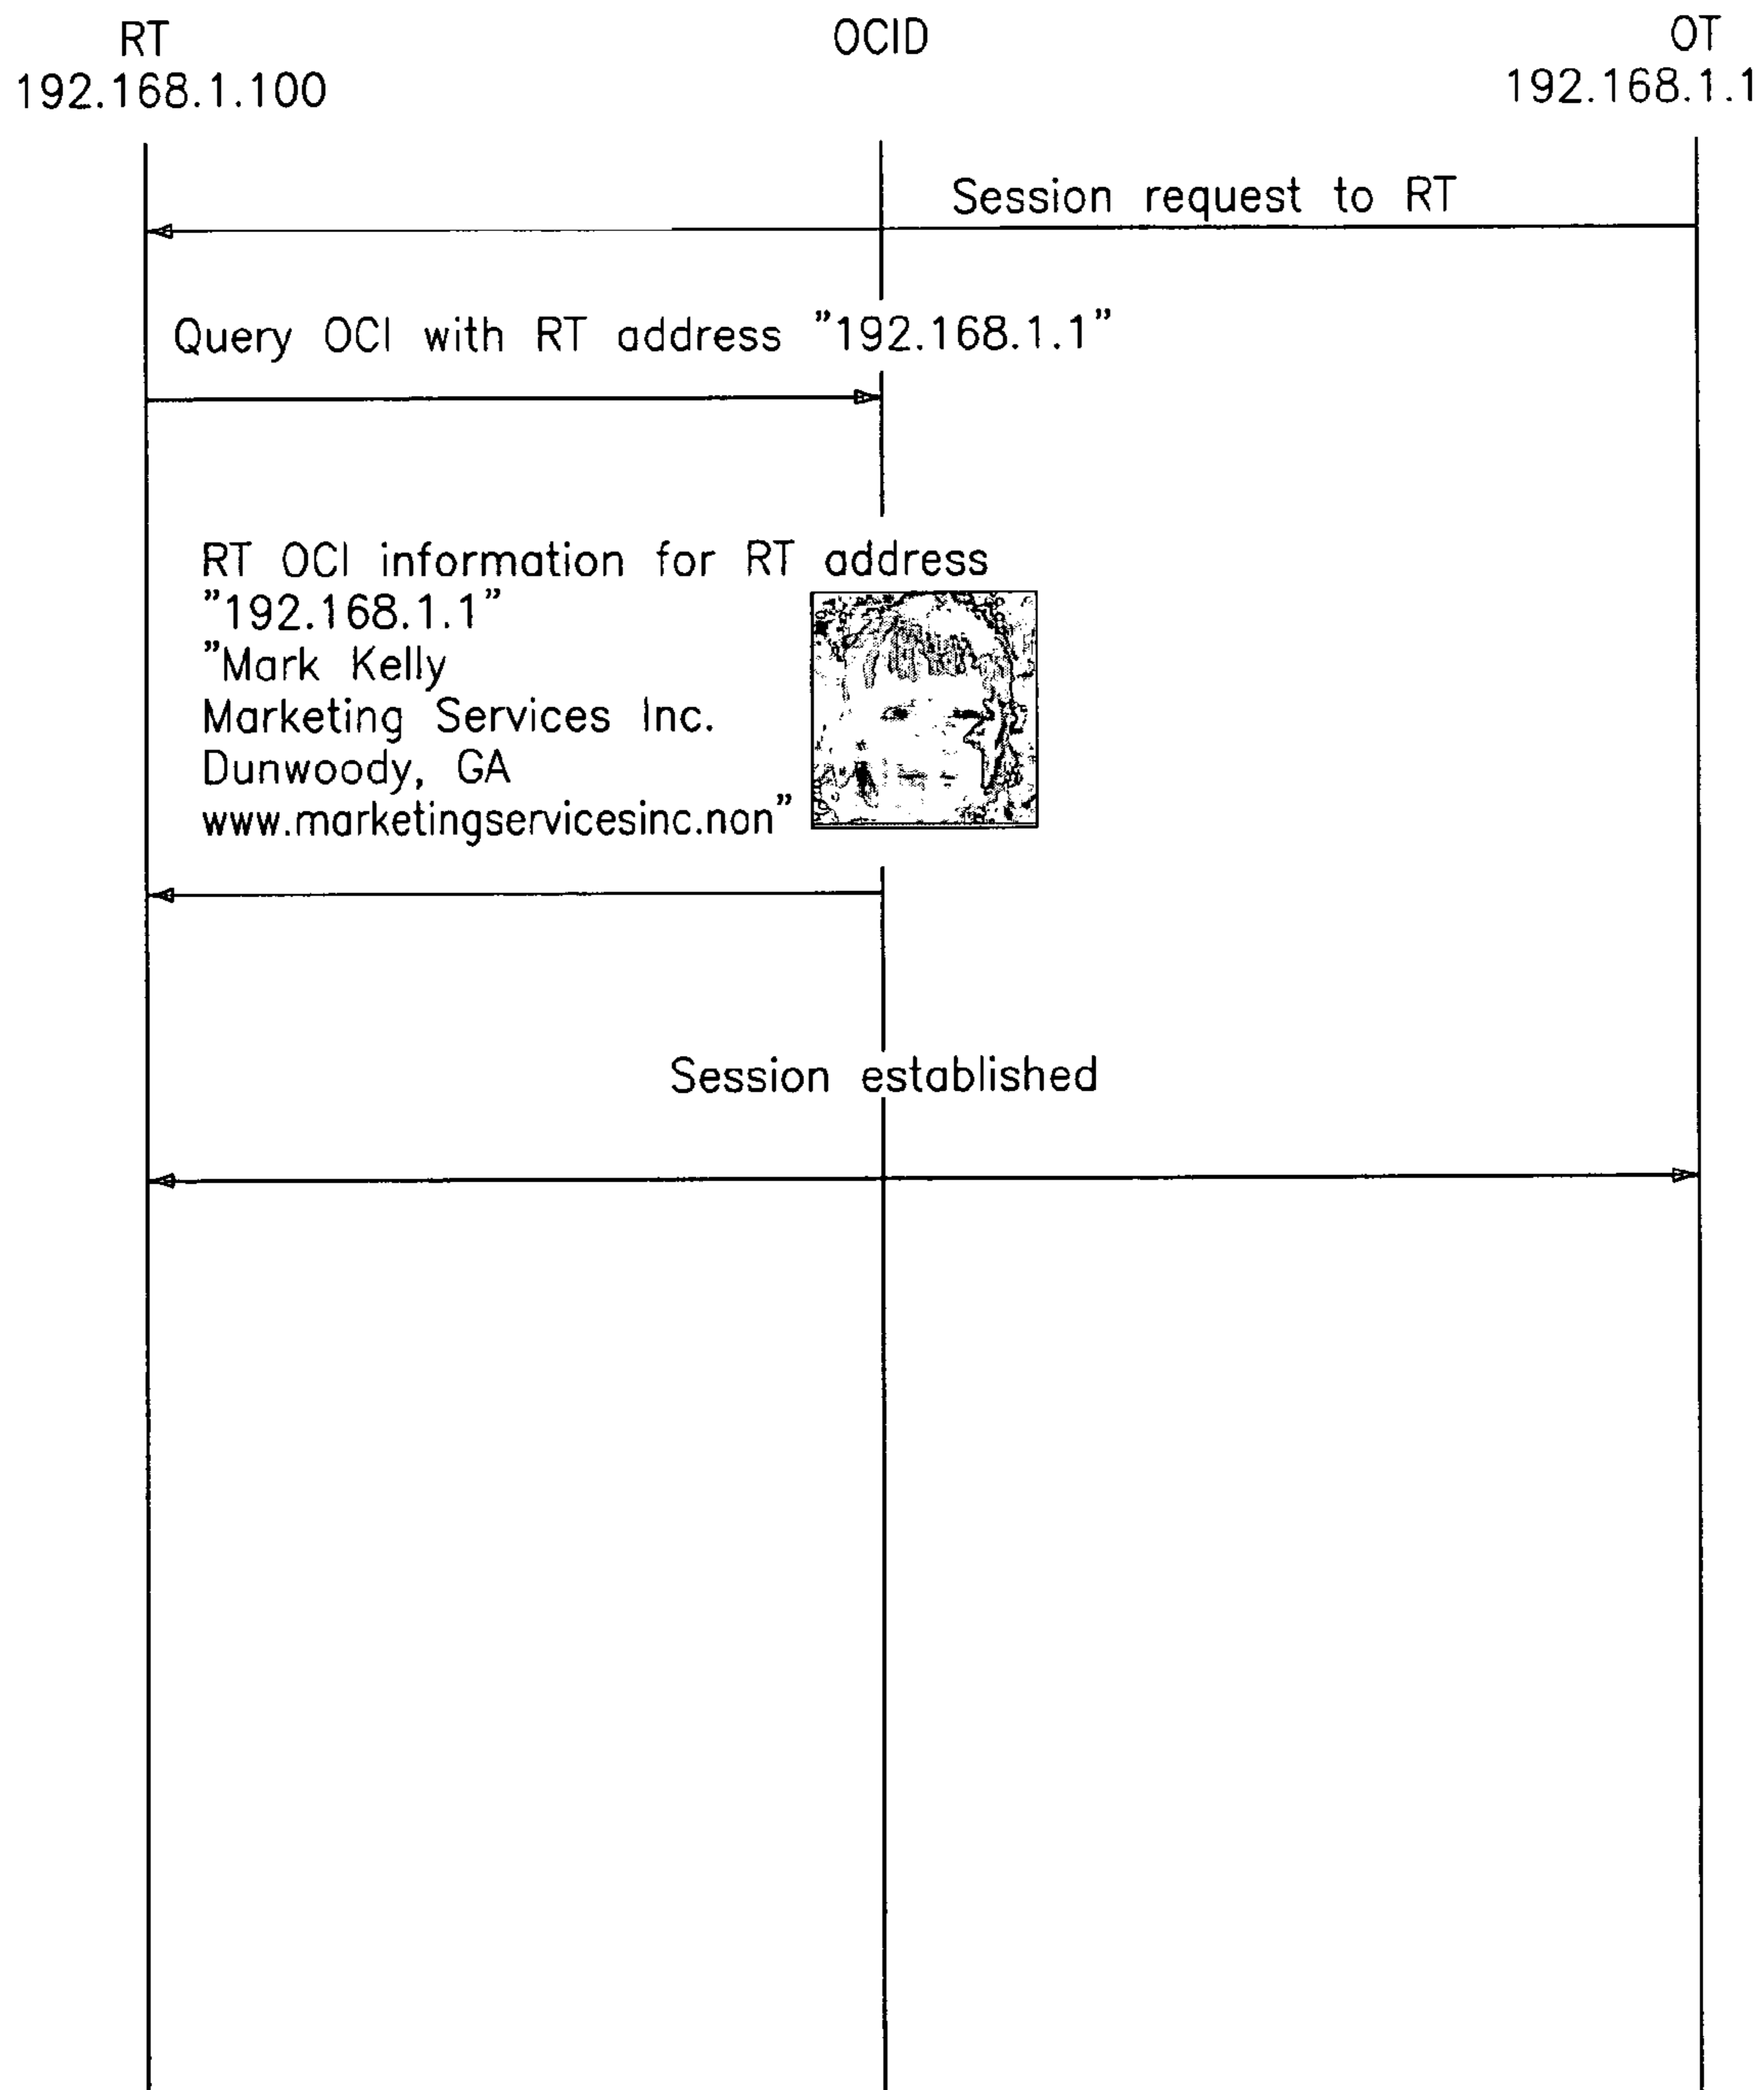 RT
192.168.1.100
OCID
OT
192.168.1.1
Session request to RT
Query OCI with RT address "192.168.1.1"
RT OCI information for RT address
"192.168.1.1"
"Mark Kelly
Marketing Services Inc.
Dunwoody, GA
www.marketingservicesinc.non"
Session established